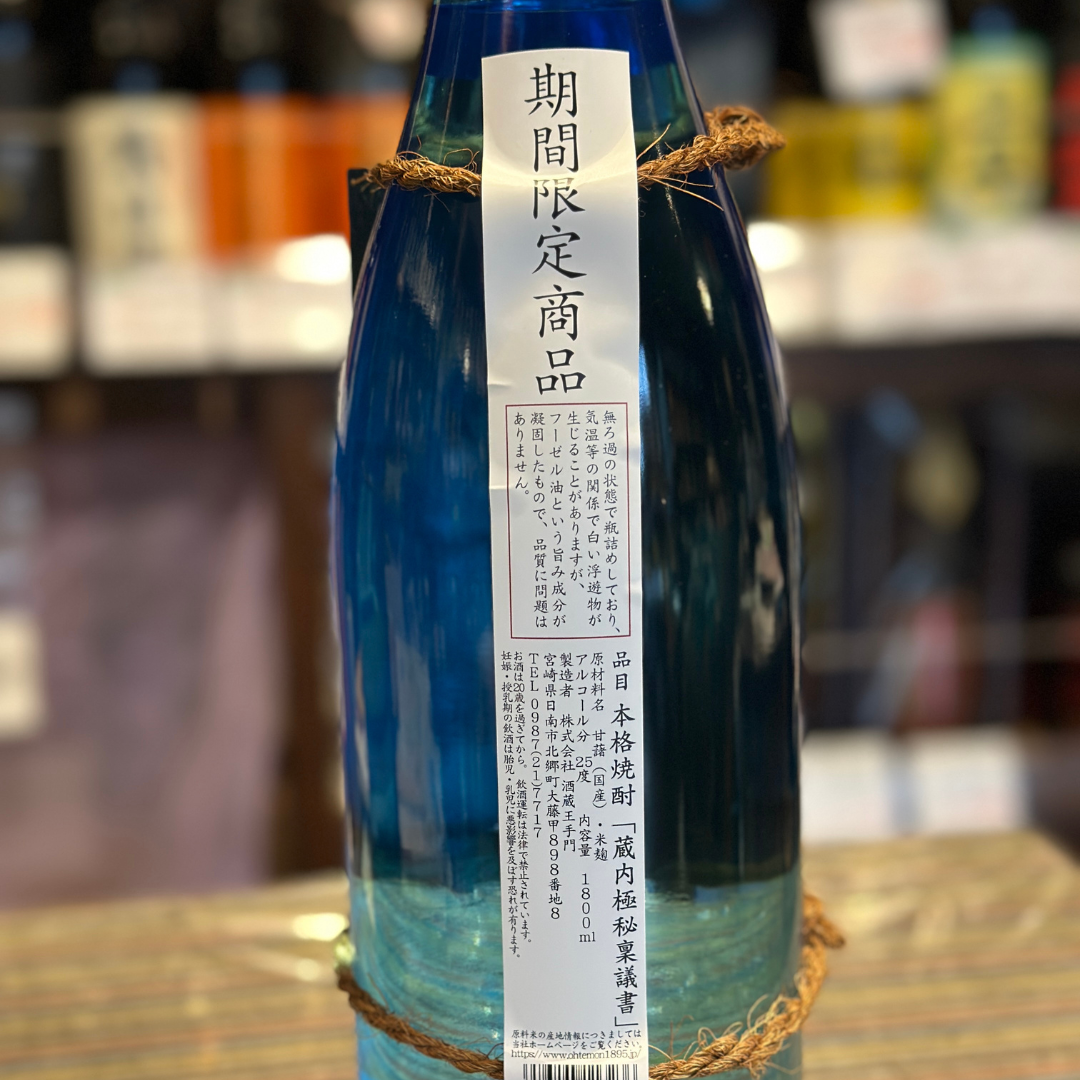 期間限定商品
無ろ過の状態で瓶詰めしており、
気温等の関係で白い浮遊物が
生じることがありますが、
フーゼル油という旨み成分が
凝固したもので、品質に問題は
ありません。
品目 本格焼酎「蔵内極秘稟議書」
原材料名 甘藷(国産)・米麹
アルコール分 25度 内容量 1800ml
製造者 株式会社 酒蔵王手門
宮崎県日南市北郷町大藤甲898番地8
TEL 0987(21)7717
お酒は20歳を過ぎてから。飲酒運転は法律で禁止されています。
妊娠・授乳期の飲酒は胎児・乳児に悪影響を及ぼす恐れが有ります。
原料米の産地情報につきましては
当社ホームページをご覧ください。
https://www.ohtemon1895.jp/